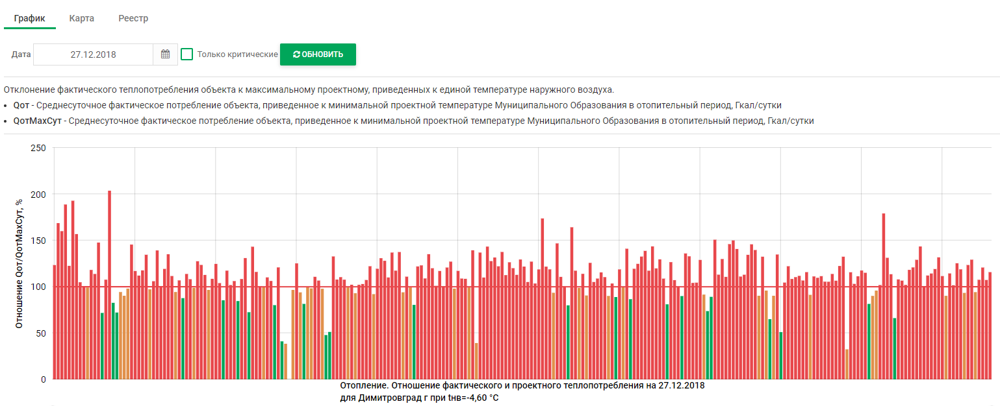 График Карта Реестр
Дата 27.12.2018 Только критические ОБНОВИТЬ
Отклонение фактического теплопотребления объекта к максимальному проектному, приведенных к единой температуре наружного воздуха.
• Qот - Среднесуточное фактическое потребление объекта, приведенное к минимальной проектной температуре Муниципального Образования в отопительный период, Гкал/сутки
• QотМахСут - Среднесуточное фактическое потребление объекта, приведенное к минимальной проектной температуре Муниципального Образования в отопительный период, Гкал/сутки
Отношение Qот/QотМахСут, %
250
200
150
100
50
0
Отопление. Отношение фактического и проектного теплопотребления на 27.12.2018
для Димитровград г при tнв=-4,60 °C